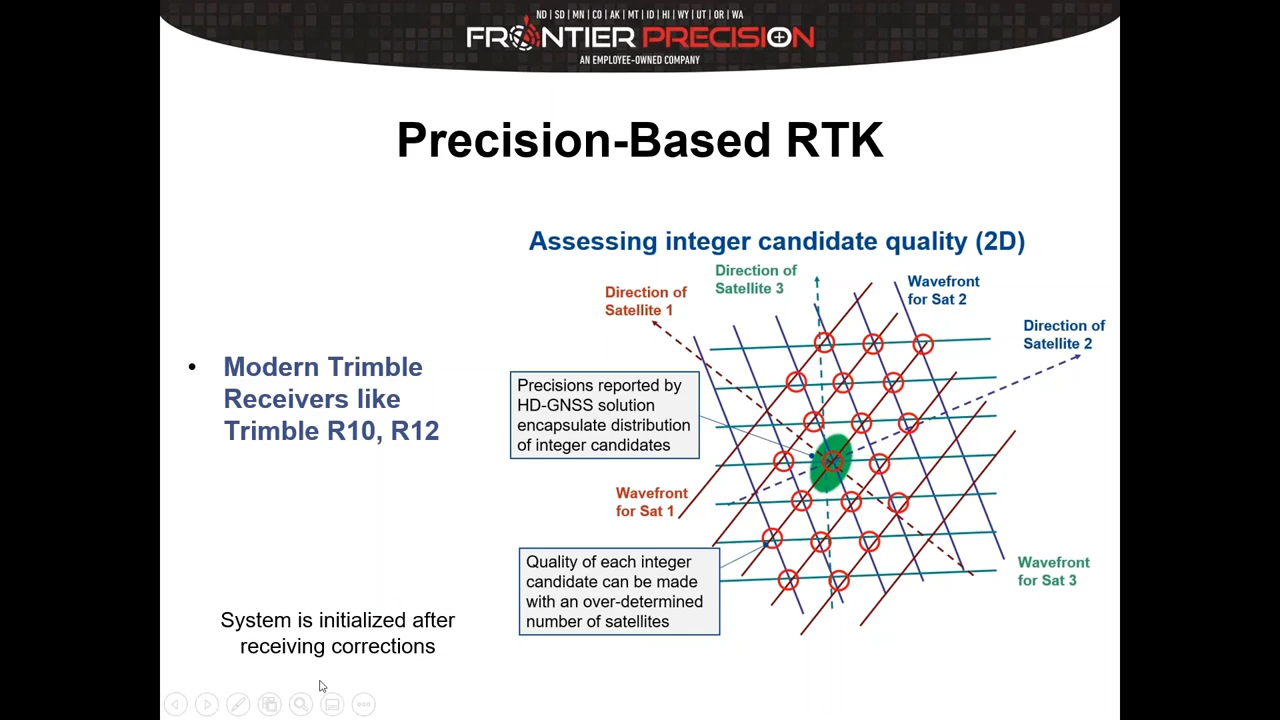 ND | SD | MN | CO | AK | MT | ID | HI | WY | UT | OR | WA
FRONTIER PRECISION
AN EMPLOYEE-OWNED COMPANY
Precision-Based RTK
Assessing integer candidate quality (2D)
Direction of
Satellite 3
Direction of
Satellite 1
Wavefront
for Sat 2
Direction of
Satellite 2
• Modern Trimble
Receivers like
Trimble R10, R12
Precisions reported by
HD-GNSS solution
encapsulate distribution
of integer candidates
Wavefront
for Sat 1
Quality of each integer
candidate can be made
with an over-determined
number of satellites
Wavefront
for Sat 3
System is initialized after
receiving corrections